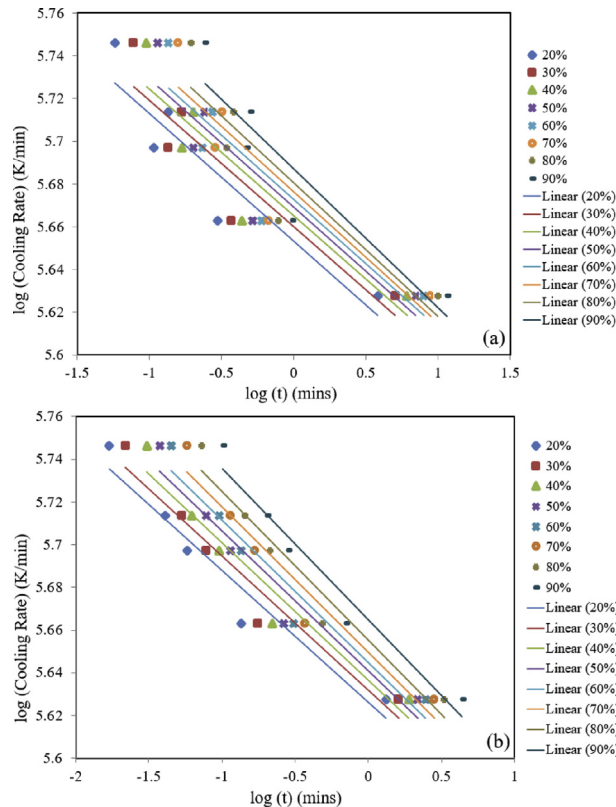 5.76
5.74
5.72
5.7
5.68
5.66
5.64
5.62
5.6
log (Cooling Rate) (K/min)
-1.5
-1
-0.5
0
0.5
1
1.5
log (t) (mins)
(a)
20%
30%
40%
50%
60%
70%
80%
90%
Linear (20%)
Linear (30%)
Linear (40%)
Linear (50%)
Linear (60%)
Linear (70%)
Linear (80%)
Linear (90%)
5.76
5.74
5.72
5.7
5.68
5.66
5.64
5.62
5.6
log (Cooling Rate) (K/min)
-2
-1.5
-1
-0.5
0
0.5
1
log (t) (mins)
(b)
20%
30%
40%
50%
60%
70%
80%
90%
Linear (20%)
Linear (30%)
Linear (40%)
Linear (50%)
Linear (60%)
Linear (70%)
Linear (80%)
Linear (90%)